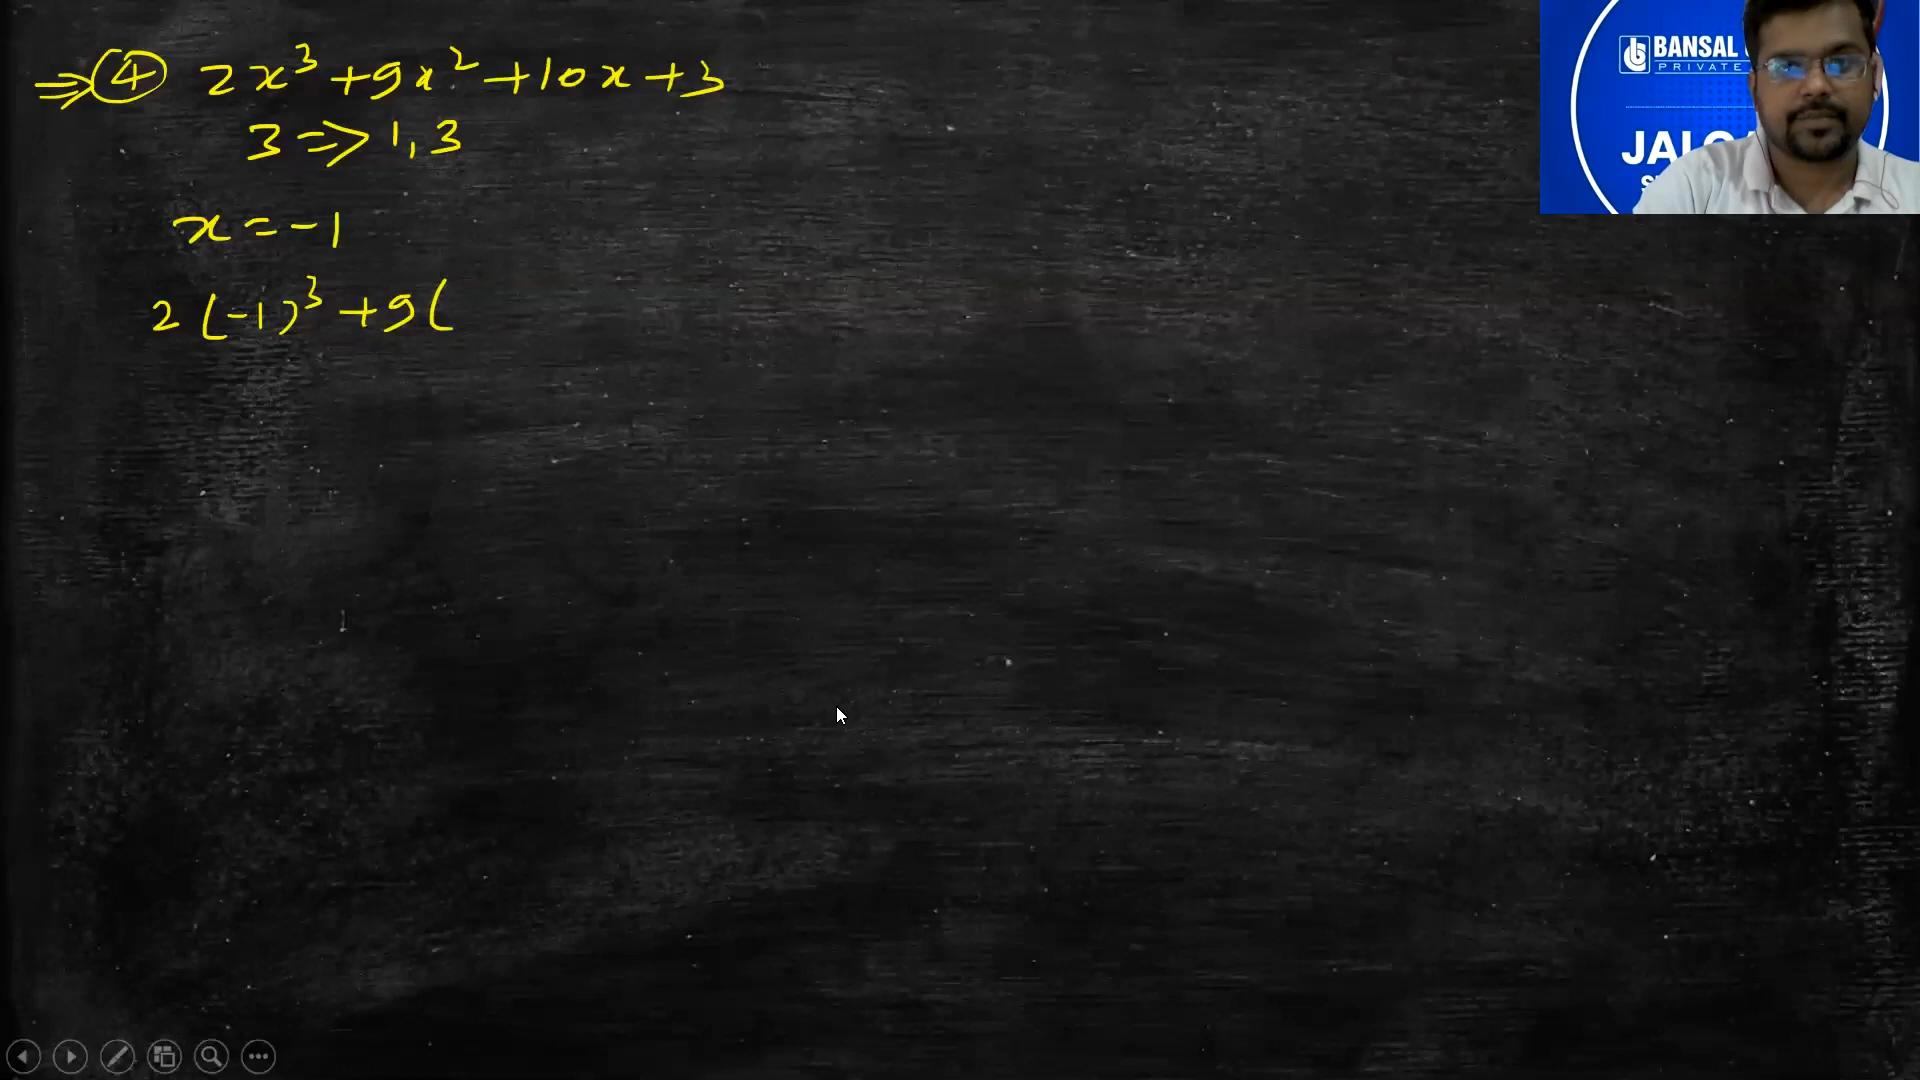 ⇒ ④ 2x³ + 9x² + 10x + 3
3 ⇒ 1, 3
x = -1
2(-1)³ + 9(
BANSAL
PRIVATE